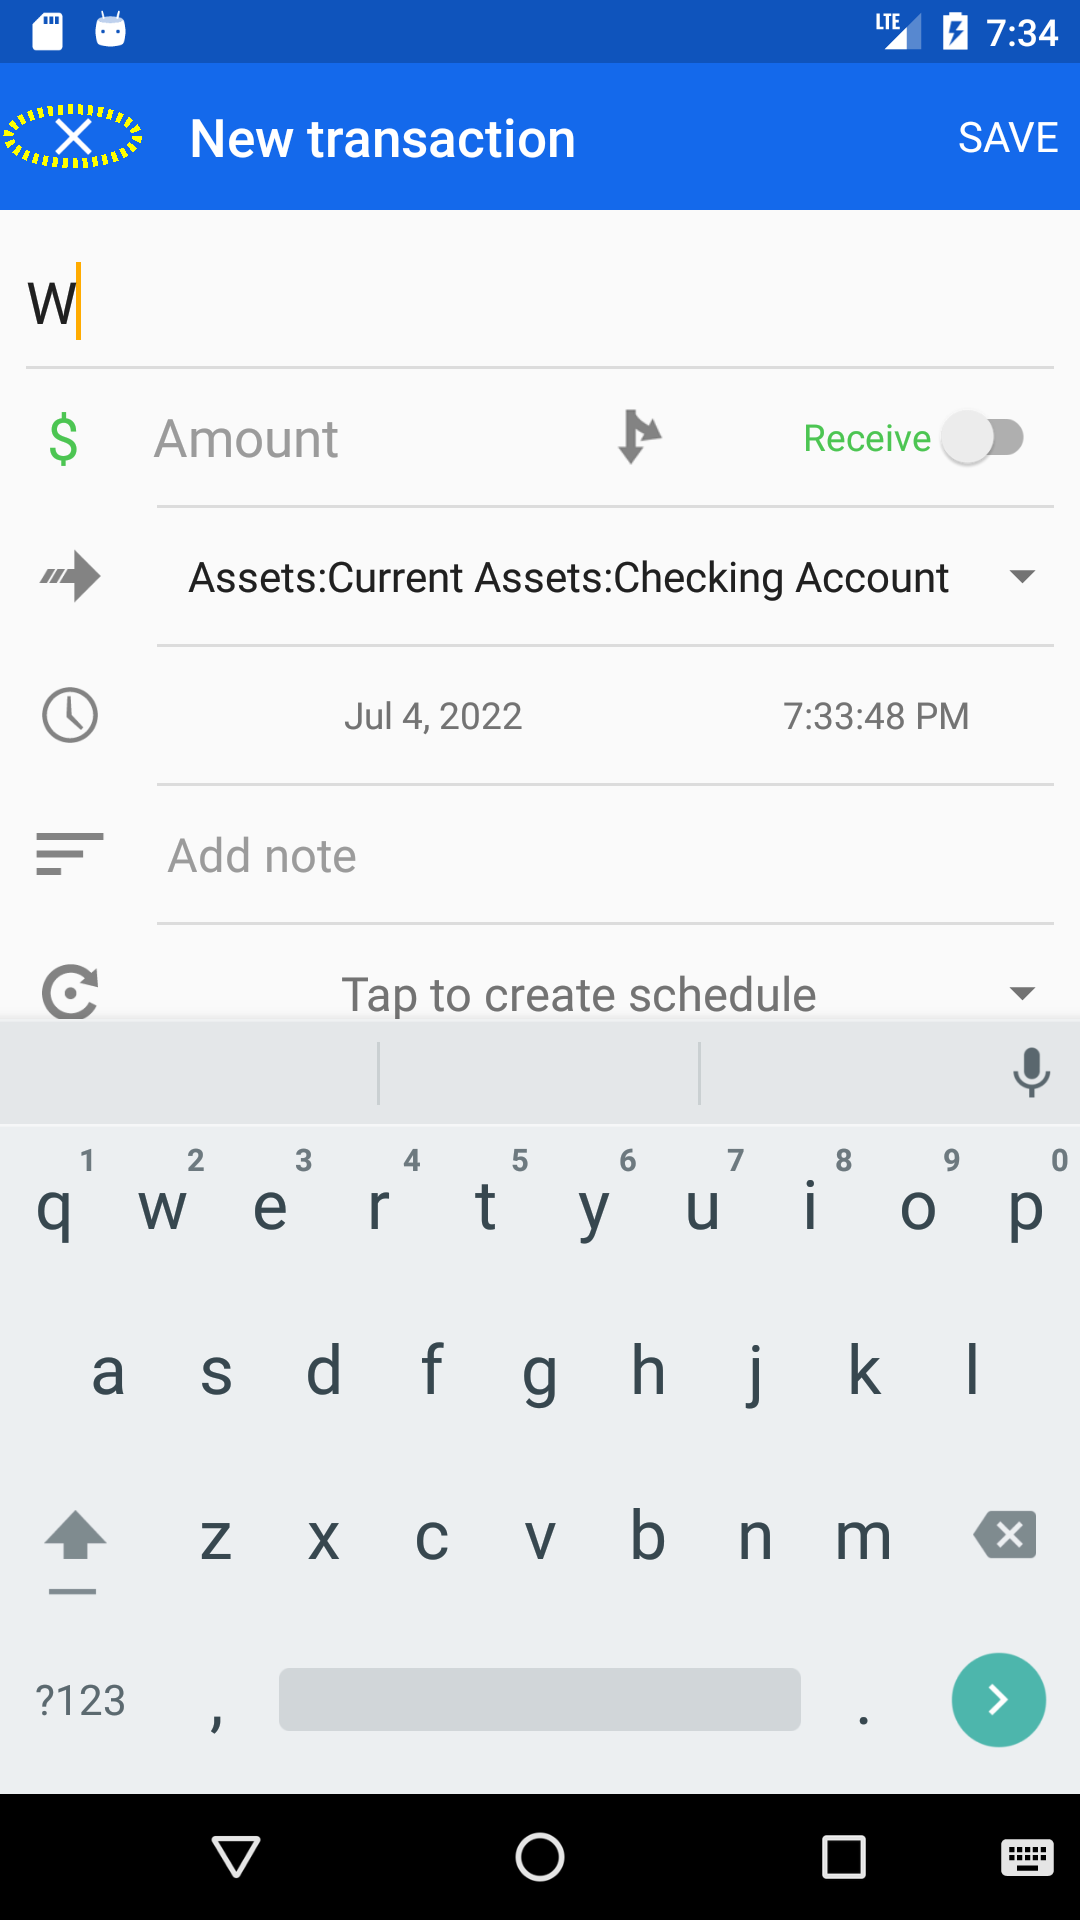 LTE 7:34
New transaction SAVE
W
$ Amount Receive
Assets:Current Assets:Checking Account
Jul 4, 2022 7:33:48 PM
Add note
Tap to create schedule
1 2 3 4 5 6 7 8 9 0
q w e r t y u i o p
a s d f g h j k l
z x c v b n m
?123 , .